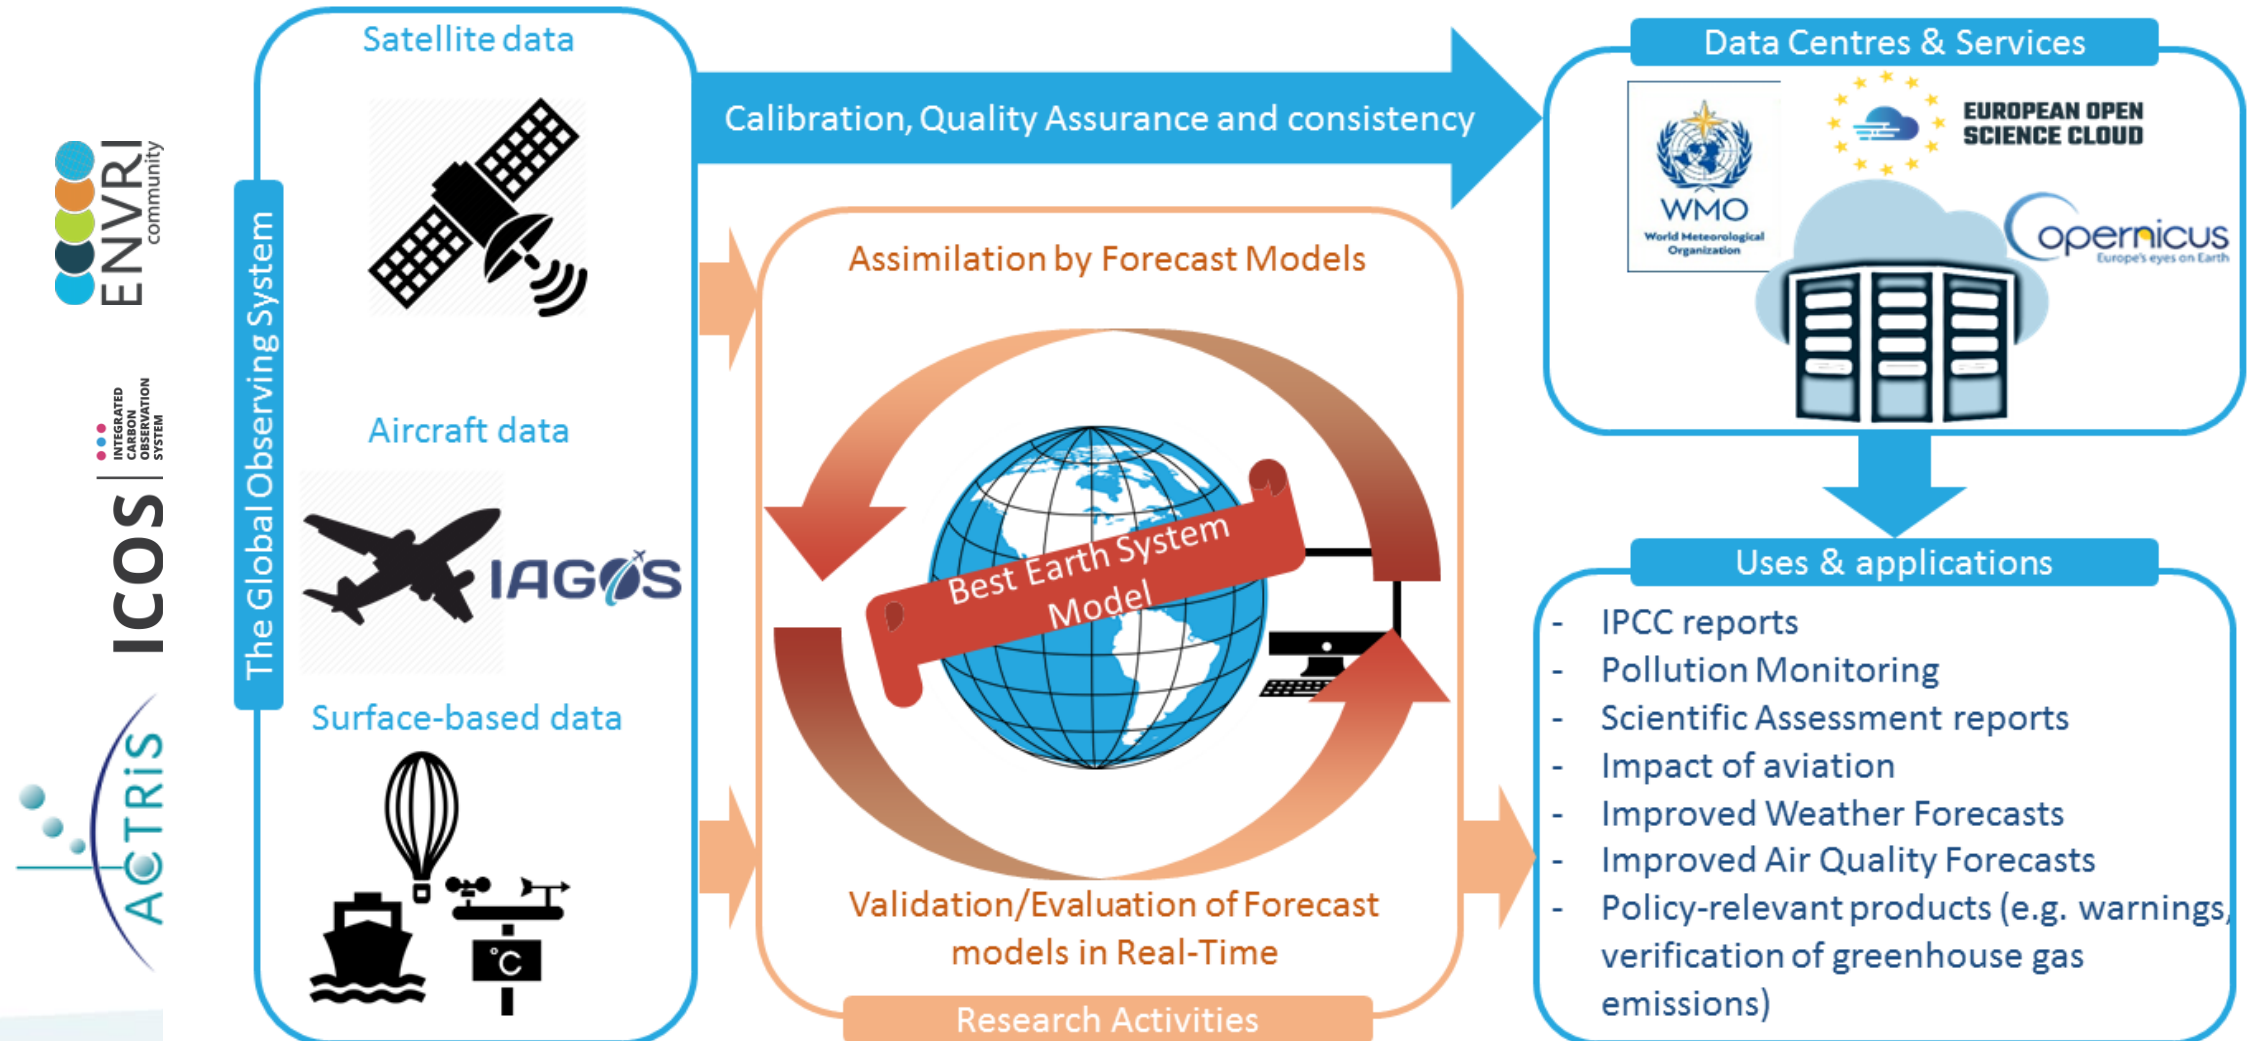 ENVRI
community
ICOS
INTEGRATED
CARBON
OBSERVATION
SYSTEM
ACTRiS
The Global Observing System
Satellite data
Aircraft data
IAGOS
Surface-based data
°C
Calibration, Quality Assurance and consistency
Assimilation by Forecast Models
Best Earth System
Model
Validation/Evaluation of Forecast
models in Real-Time
Research Activities
Data Centres & Services
WMO
World Meteorological
Organization
EUROPEAN OPEN
SCIENCE CLOUD
Copernicus
Europe's eyes on Earth
Uses & applications
- IPCC reports
- Pollution Monitoring
- Scientific Assessment reports
- Impact of aviation
- Improved Weather Forecasts
- Improved Air Quality Forecasts
- Policy-relevant products (e.g. warnings,
verification of greenhouse gas
emissions)